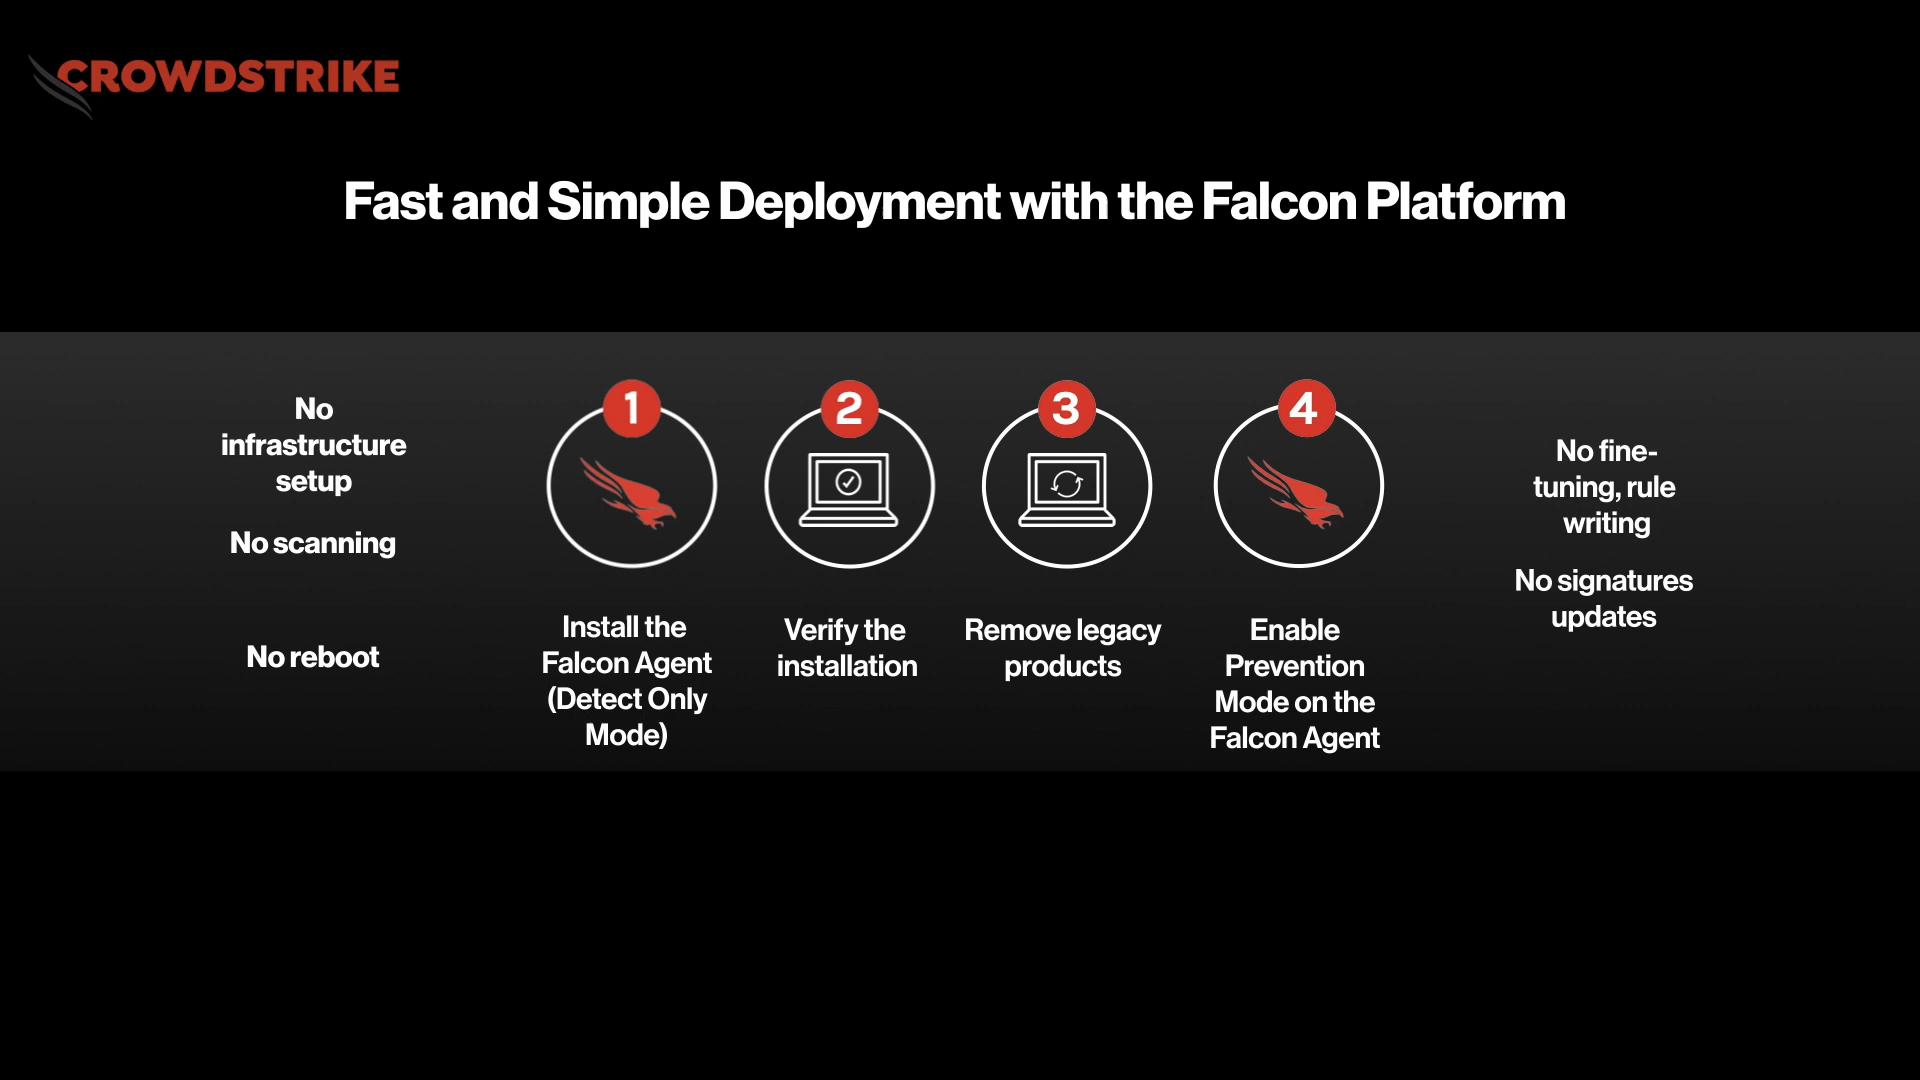 CROWDSTRIKE
Fast and Simple Deployment with the Falcon Platform
No
infrastructure
setup
No scanning
No reboot
1
Install the
Falcon Agent
(Detect Only
Mode)
2
Verify the
installation
3
Remove legacy
products
4
Enable
Prevention
Mode on the
Falcon Agent
No fine-
tuning, rule
writing
No signatures
updates